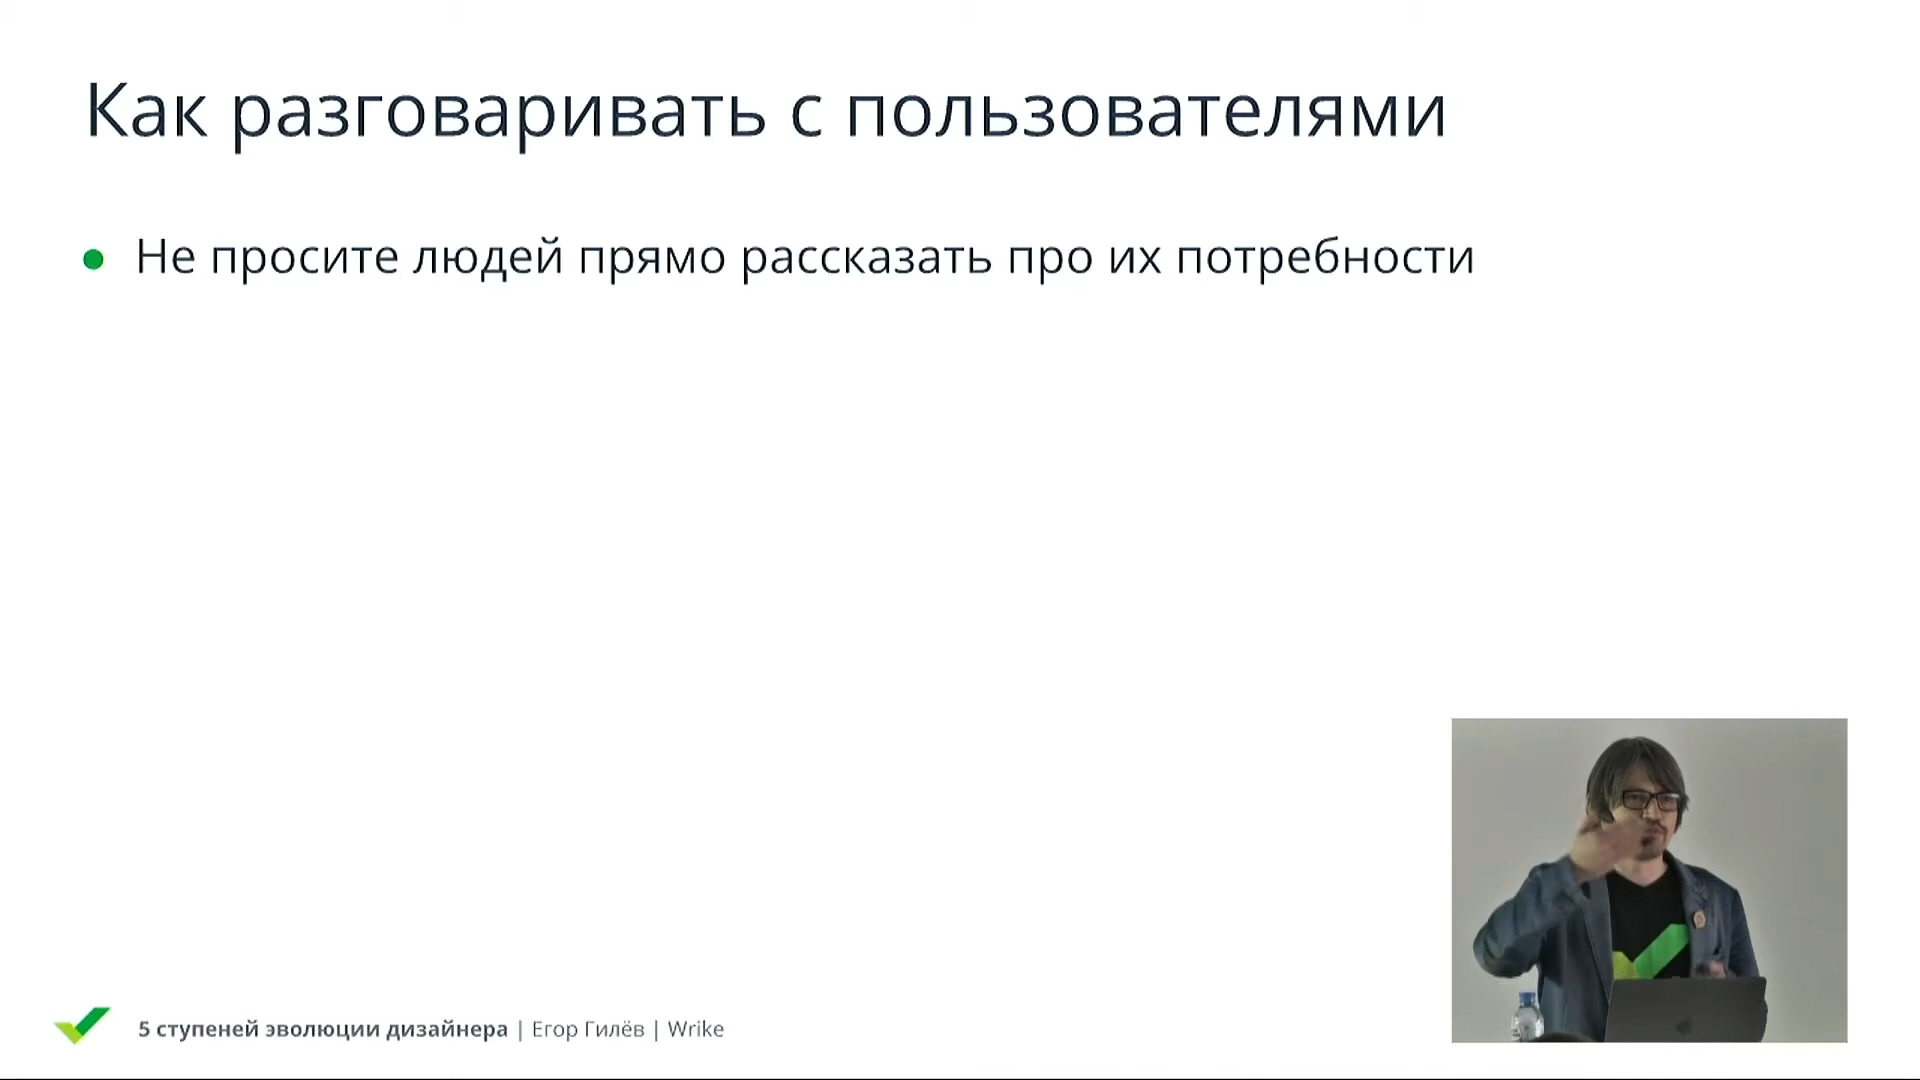 Как разговаривать с пользователями
Не просите людей прямо рассказать про их потребности
5 ступеней эволюции дизайнера | Егор Гилёв | Wrike